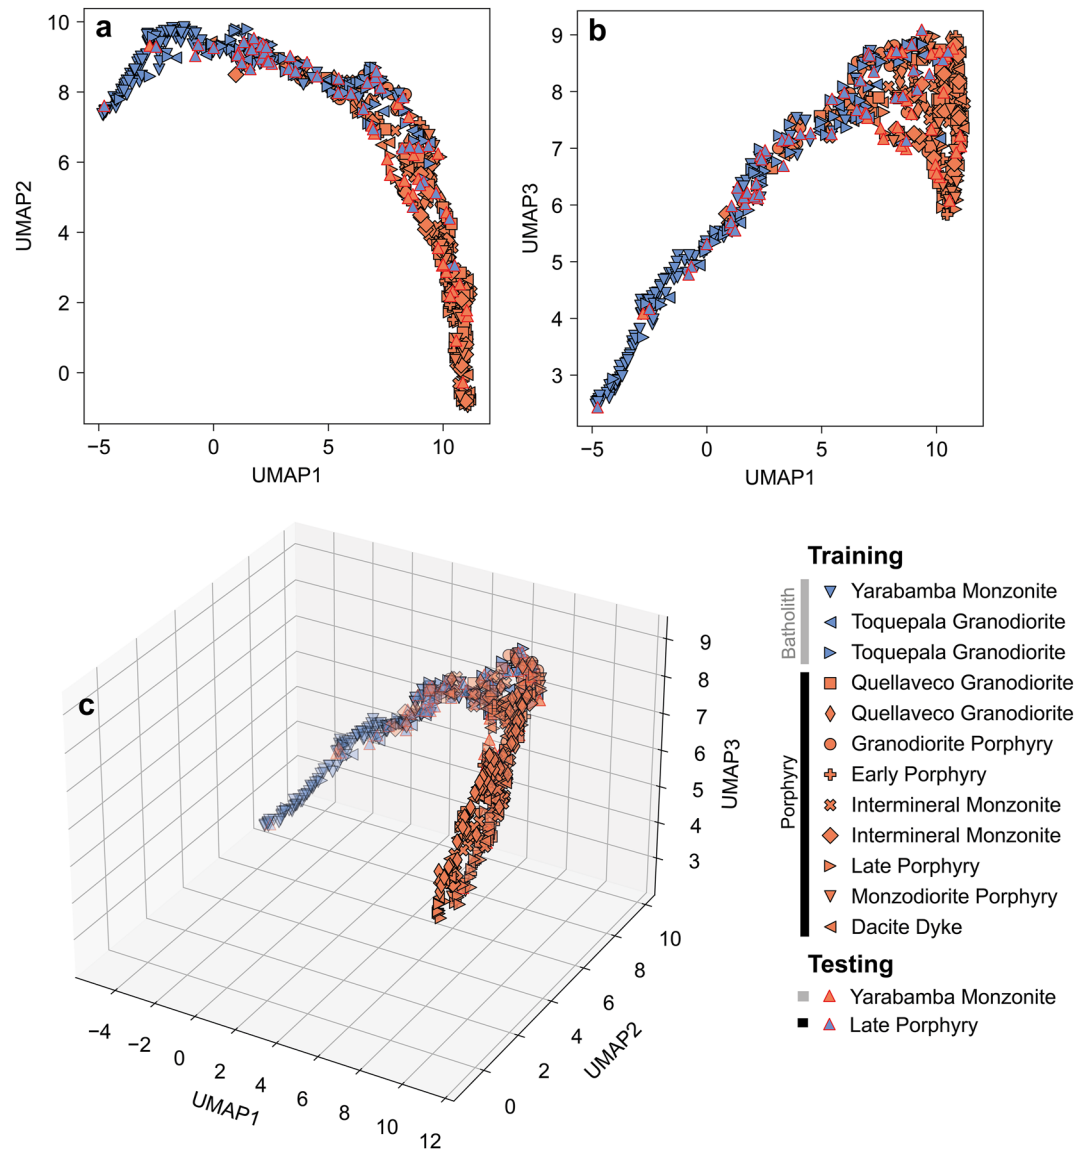 a
10
8
6
4
2
0
UMAP2
−5
0
5
10
UMAP1
b
9
8
7
6
5
4
3
UMAP3
−5
0
5
10
UMAP1
c
9
8
7
6
5
4
3
UMAP3
10
8
6
4
2
0
UMAP2
−4
−2
0
2
4
6
8
10
12
UMAP1
Training
Batholith
Yarabamba Monzonite
Toquepala Granodiorite
Toquepala Granodiorite
Porphyry
Quellaveco Granodiorite
Quellaveco Granodiorite
Granodiorite Porphyry
Early Porphyry
Intermineral Monzonite
Intermineral Monzonite
Late Porphyry
Monzodiorite Porphyry
Dacite Dyke
Testing
Yarabamba Monzonite
Late Porphyry